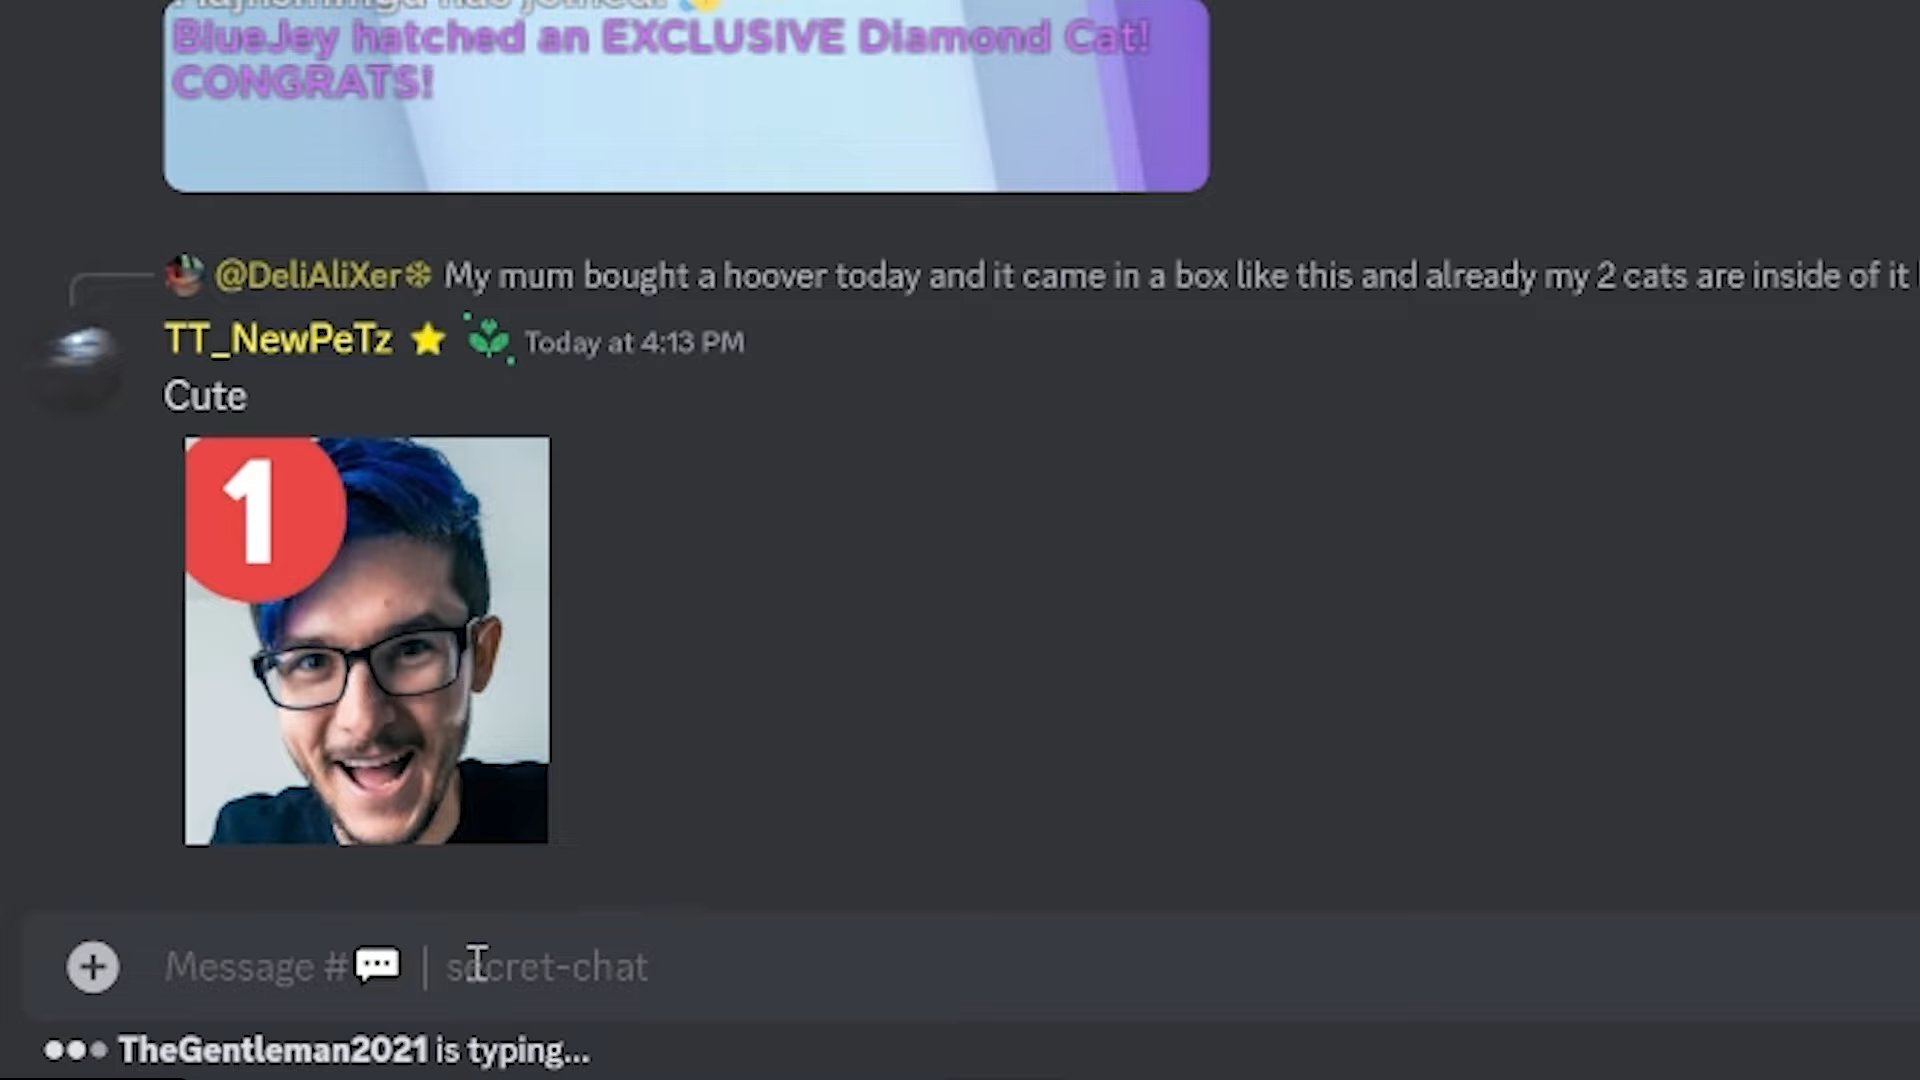 has joined!
BlueJey hatched an EXCLUSIVE Diamond Cat!
CONGRATS!
@DeliAliXer❄ My mum bought a hoover today and it came in a box like this and already my 2 cats are inside of it
TT_NewPeTz Today at 4:13 PM
Cute
1
Message #💬 | secret-chat
TheGentleman2021 is typing...